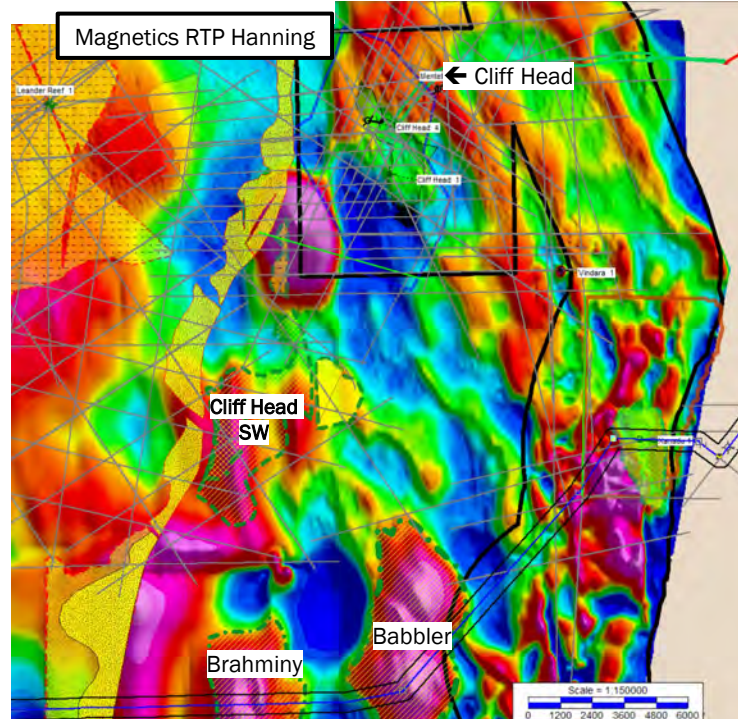 Magnetics RTP Hanning
Leander Reef 1
← Cliff Head
Cliff Head 4
Cliff Head 1
Vindara 1
Cliff Head
SW
Babbler
Brahminy
Scale = 1:150000
0 1200 2400 3600 4800 6000